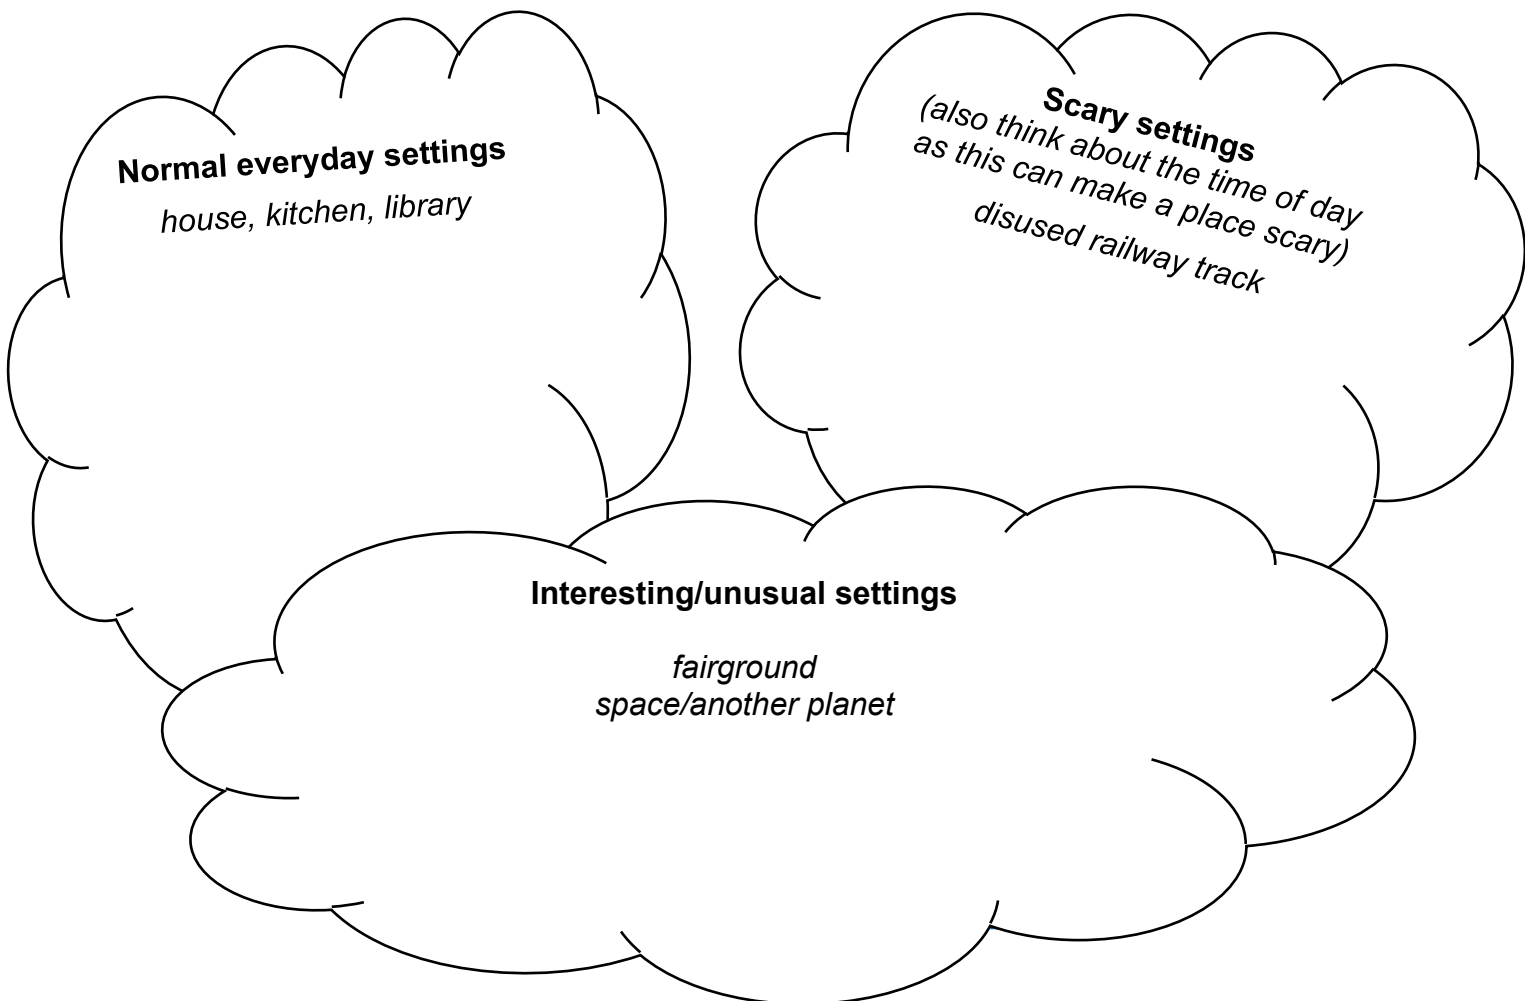 Normal everyday settings
house, kitchen, library
Scary settings
(also think about the time of day
as this can make a place scary)
disused railway track
Interesting/unusual settings
fairground
space/another planet